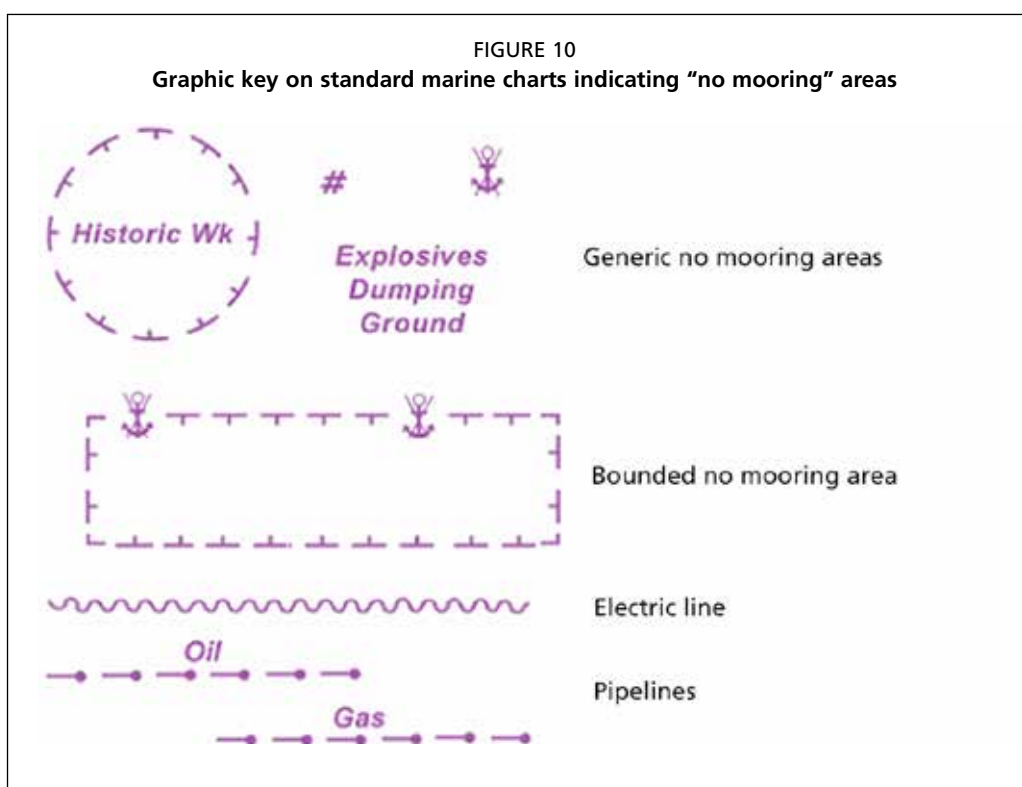 FIGURE 10
Graphic key on standard marine charts indicating “no mooring” areas
Historic Wk
#
Explosives
Dumping
Ground
Generic no mooring areas
Bounded no mooring area
Electric line
Oil
Pipelines
Gas